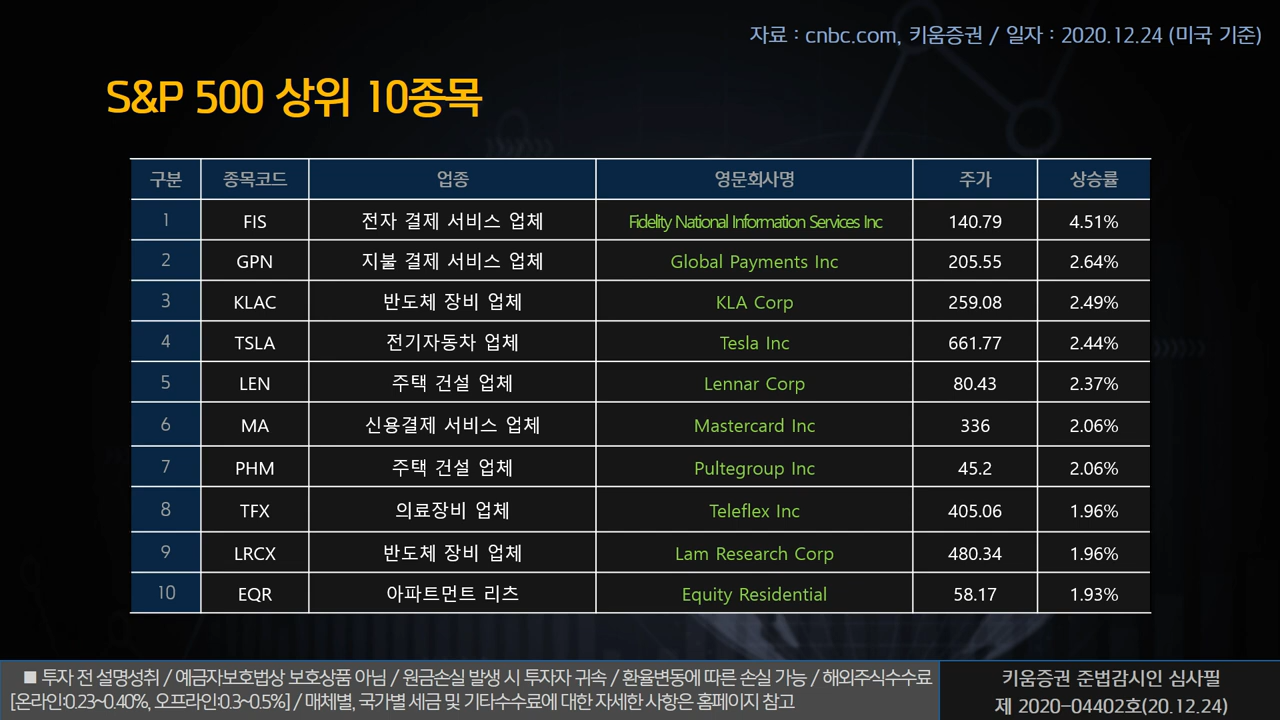 자료 : cnbc.com, 키움증권 / 일자 : 2020.12.24 (미국 기준)
S&P 500 상위 10종목
구분 종목코드 업종 영문회사명 주가 상승률
1 FIS 전자 결제 서비스 업체 Fidelity National Information Services Inc 140.79 4.51%
2 GPN 지불 결제 서비스 업체 Global Payments Inc 205.55 2.64%
3 KLAC 반도체 장비 업체 KLA Corp 259.08 2.49%
4 TSLA 전기자동차 업체 Tesla Inc 661.77 2.44%
5 LEN 주택 건설 업체 Lennar Corp 80.43 2.37%
6 MA 신용결제 서비스 업체 Mastercard Inc 336 2.06%
7 PHM 주택 건설 업체 Pultegroup Inc 45.2 2.06%
8 TFX 의료장비 업체 Teleflex Inc 405.06 1.96%
9 LRCX 반도체 장비 업체 Lam Research Corp 480.34 1.96%
10 EQR 아파트먼트 리츠 Equity Residential 58.17 1.93%
■ 투자 전 설명성취 / 예금자보호법상 보호상품 아님 / 원금손실 발생 시 투자자 귀속 / 환율변동에 따른 손실 가능 / 해외주식수수료
[온라인:0.23~0.40%, 오프라인:0.3~0.5%] / 매체별, 국가별 세금 및 기타수수료에 대한 자세한 사항은 홈페이지 참고
키움증권 준법감시인 심사필
제 2020-04402호(20.12.24)